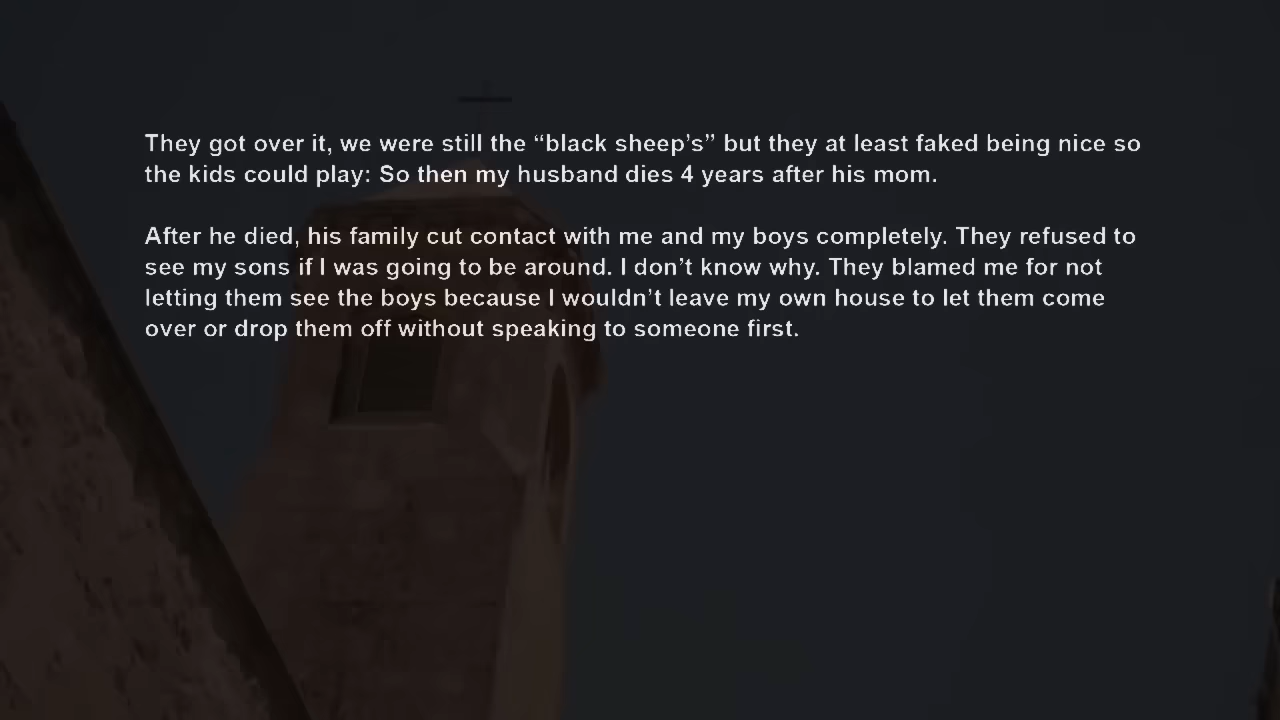 They got over it, we were still the “black sheep’s” but they at least faked being nice so
the kids could play: So then my husband dies 4 years after his mom.
After he died, his family cut contact with me and my boys completely. They refused to
see my sons if I was going to be around. I don’t know why. They blamed me for not
letting them see the boys because I wouldn’t leave my own house to let them come
over or drop them off without speaking to someone first.